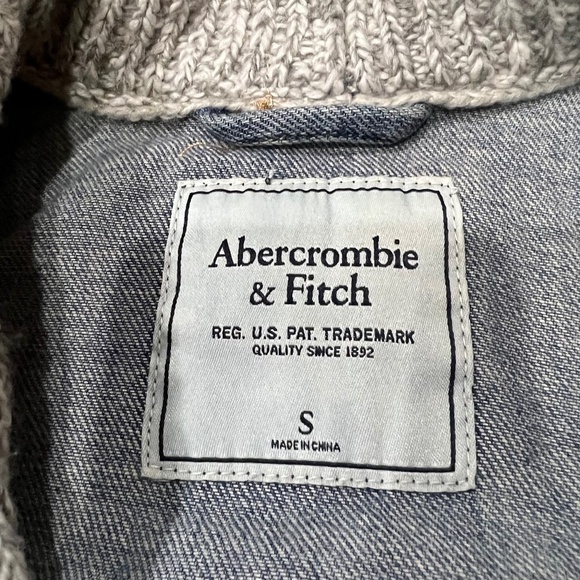 Abercrombie
& Fitch
REG. U.S. PAT. TRADEMARK
QUALITY SINCE 1892
S
MADE IN CHINA